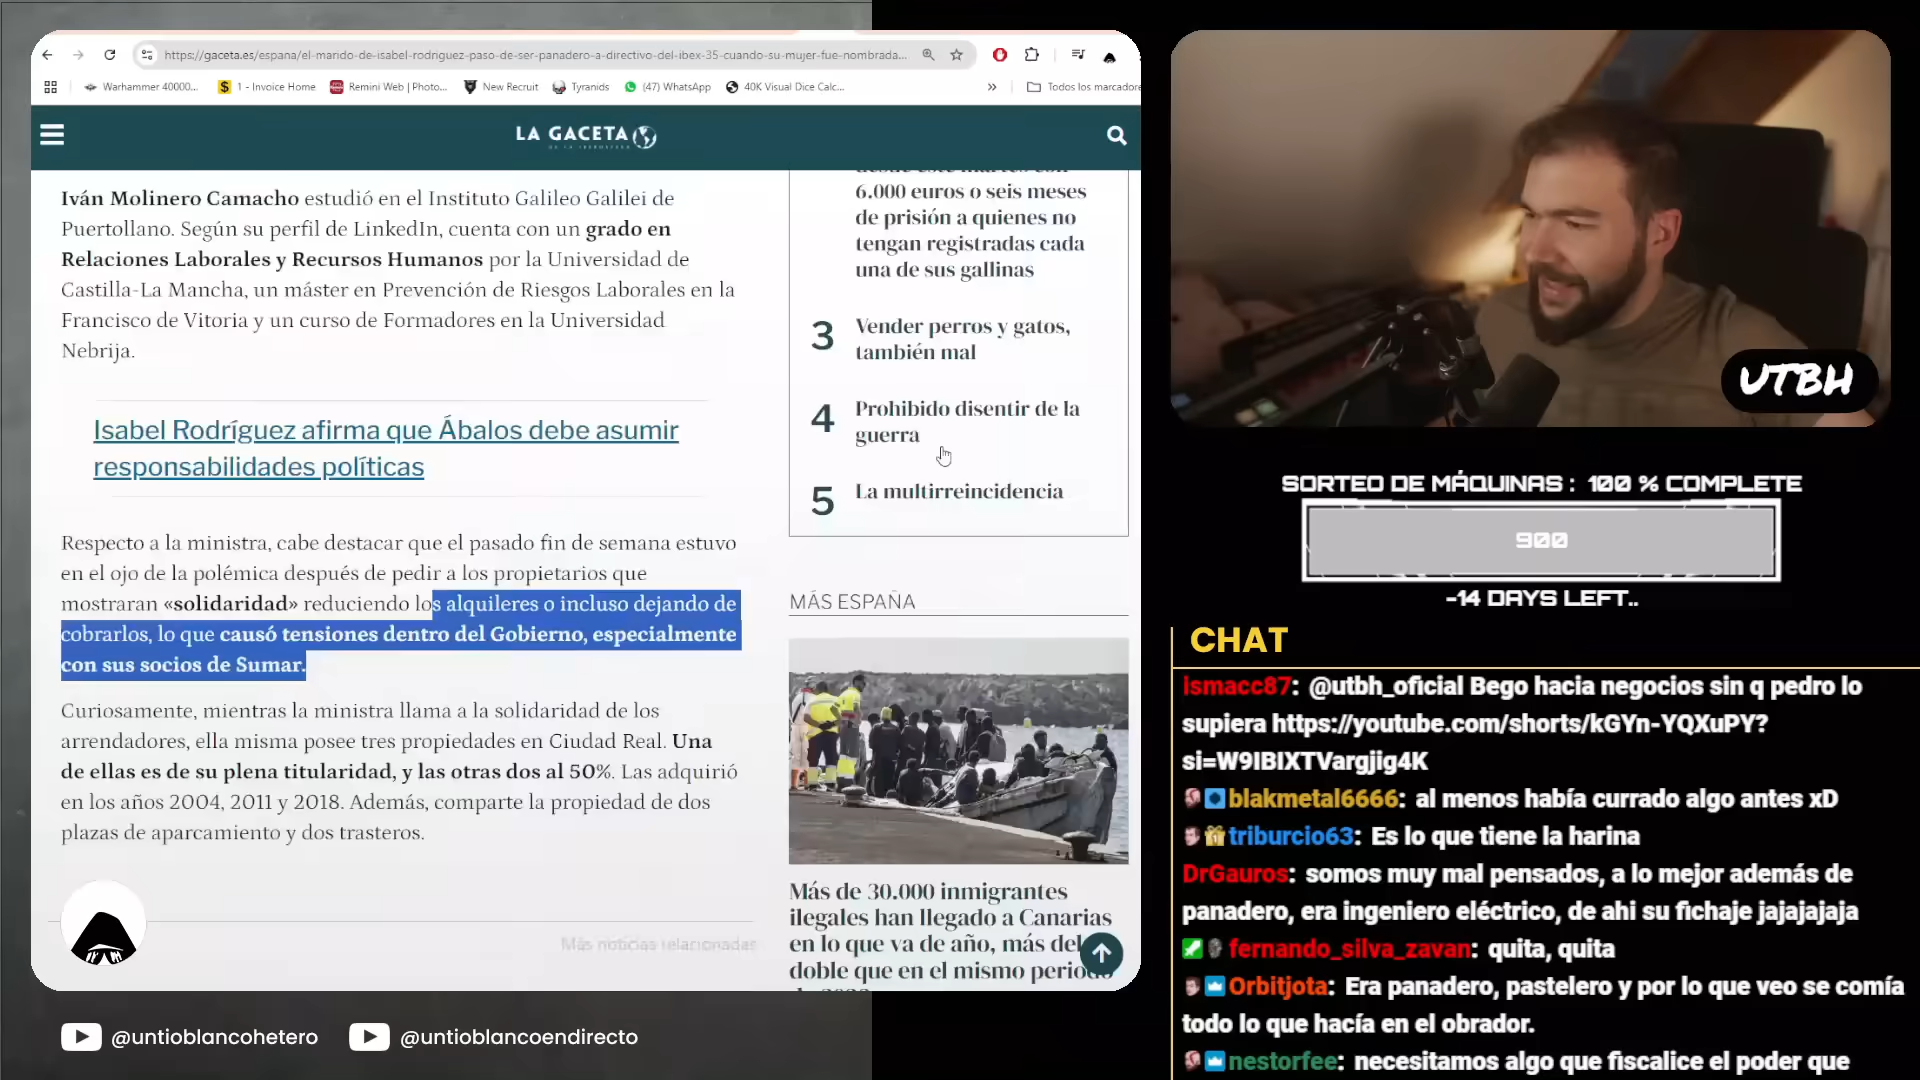 https://gaceta.es/espana/el-marido-de-isabel-rodriguez-paso-de-ser-panadero-a-directivo-del-ibex-35-cuando-su-mujer-fue-nombrada...
Warhammer 40000...
1 - Invoice Home
Remini Web | Photo...
New Recruit
Tyranids
(47) WhatsApp
40K Visual Dice Calc...
»
Todos los marcadore
LA GACETA
DE LA IBEROSFERA
Iván Molinero Camacho estudió en el Instituto Galileo Galilei de
Puertollano. Según su perfil de LinkedIn, cuenta con un grado en
Relaciones Laborales y Recursos Humanos por la Universidad de
Castilla-La Mancha, un máster en Prevención de Riesgos Laborales en la
Francisco de Vitoria y un curso de Formadores en la Universidad
Nebrija.
Isabel Rodríguez afirma que Ábalos debe asumir
responsabilidades políticas
Respecto a la ministra, cabe destacar que el pasado fin de semana estuvo
en el ojo de la polémica después de pedir a los propietarios que
mostraran «solidaridad» reduciendo los alquileres o incluso dejando de
cobrarlos, lo que causó tensiones dentro del Gobierno, especialmente
con sus socios de Sumar.
Curiosamente, mientras la ministra llama a la solidaridad de los
arrendadores, ella misma posee tres propiedades en Ciudad Real. Una
de ellas es de su plena titularidad, y las otras dos al 50%. Las adquirió
en los años 2004, 2011 y 2018. Además, comparte la propiedad de dos
plazas de aparcamiento y dos trasteros.
Más noticias relacionadas
6.000 euros o seis meses
de prisión a quienes no
tengan registradas cada
una de sus gallinas
3 Vender perros y gatos,
también mal
4 Prohibido disentir de la
guerra
5 La multirreincidencia
MÁS ESPAÑA
Más de 30.000 inmigrantes
ilegales han llegado a Canarias
en lo que va de año, más del
doble que en el mismo periodo
@untioblancohetero
@untioblancoendirecto
UTBH
SORTEO DE MÁQUINAS : 100 % COMPLETE
900
-14 DAYS LEFT..
CHAT
ismacc87: @utbh_oficial Bego hacia negocios sin q pedro lo
supiera https://youtube.com/shorts/kGYn-YQXuPY?
si=W9IBIXTVargjig4K
blakmetal6666: al menos había currado algo antes xD
triburcio63: Es lo que tiene la harina
DrGauros: somos muy mal pensados, a lo mejor además de
panadero, era ingeniero eléctrico, de ahi su fichaje jajajajaja
fernando_silva_zavan: quita, quita
Orbitjota: Era panadero, pastelero y por lo que veo se comía
todo lo que hacía en el obrador.
nestorfee: necesitamos algo que fiscalice el poder que